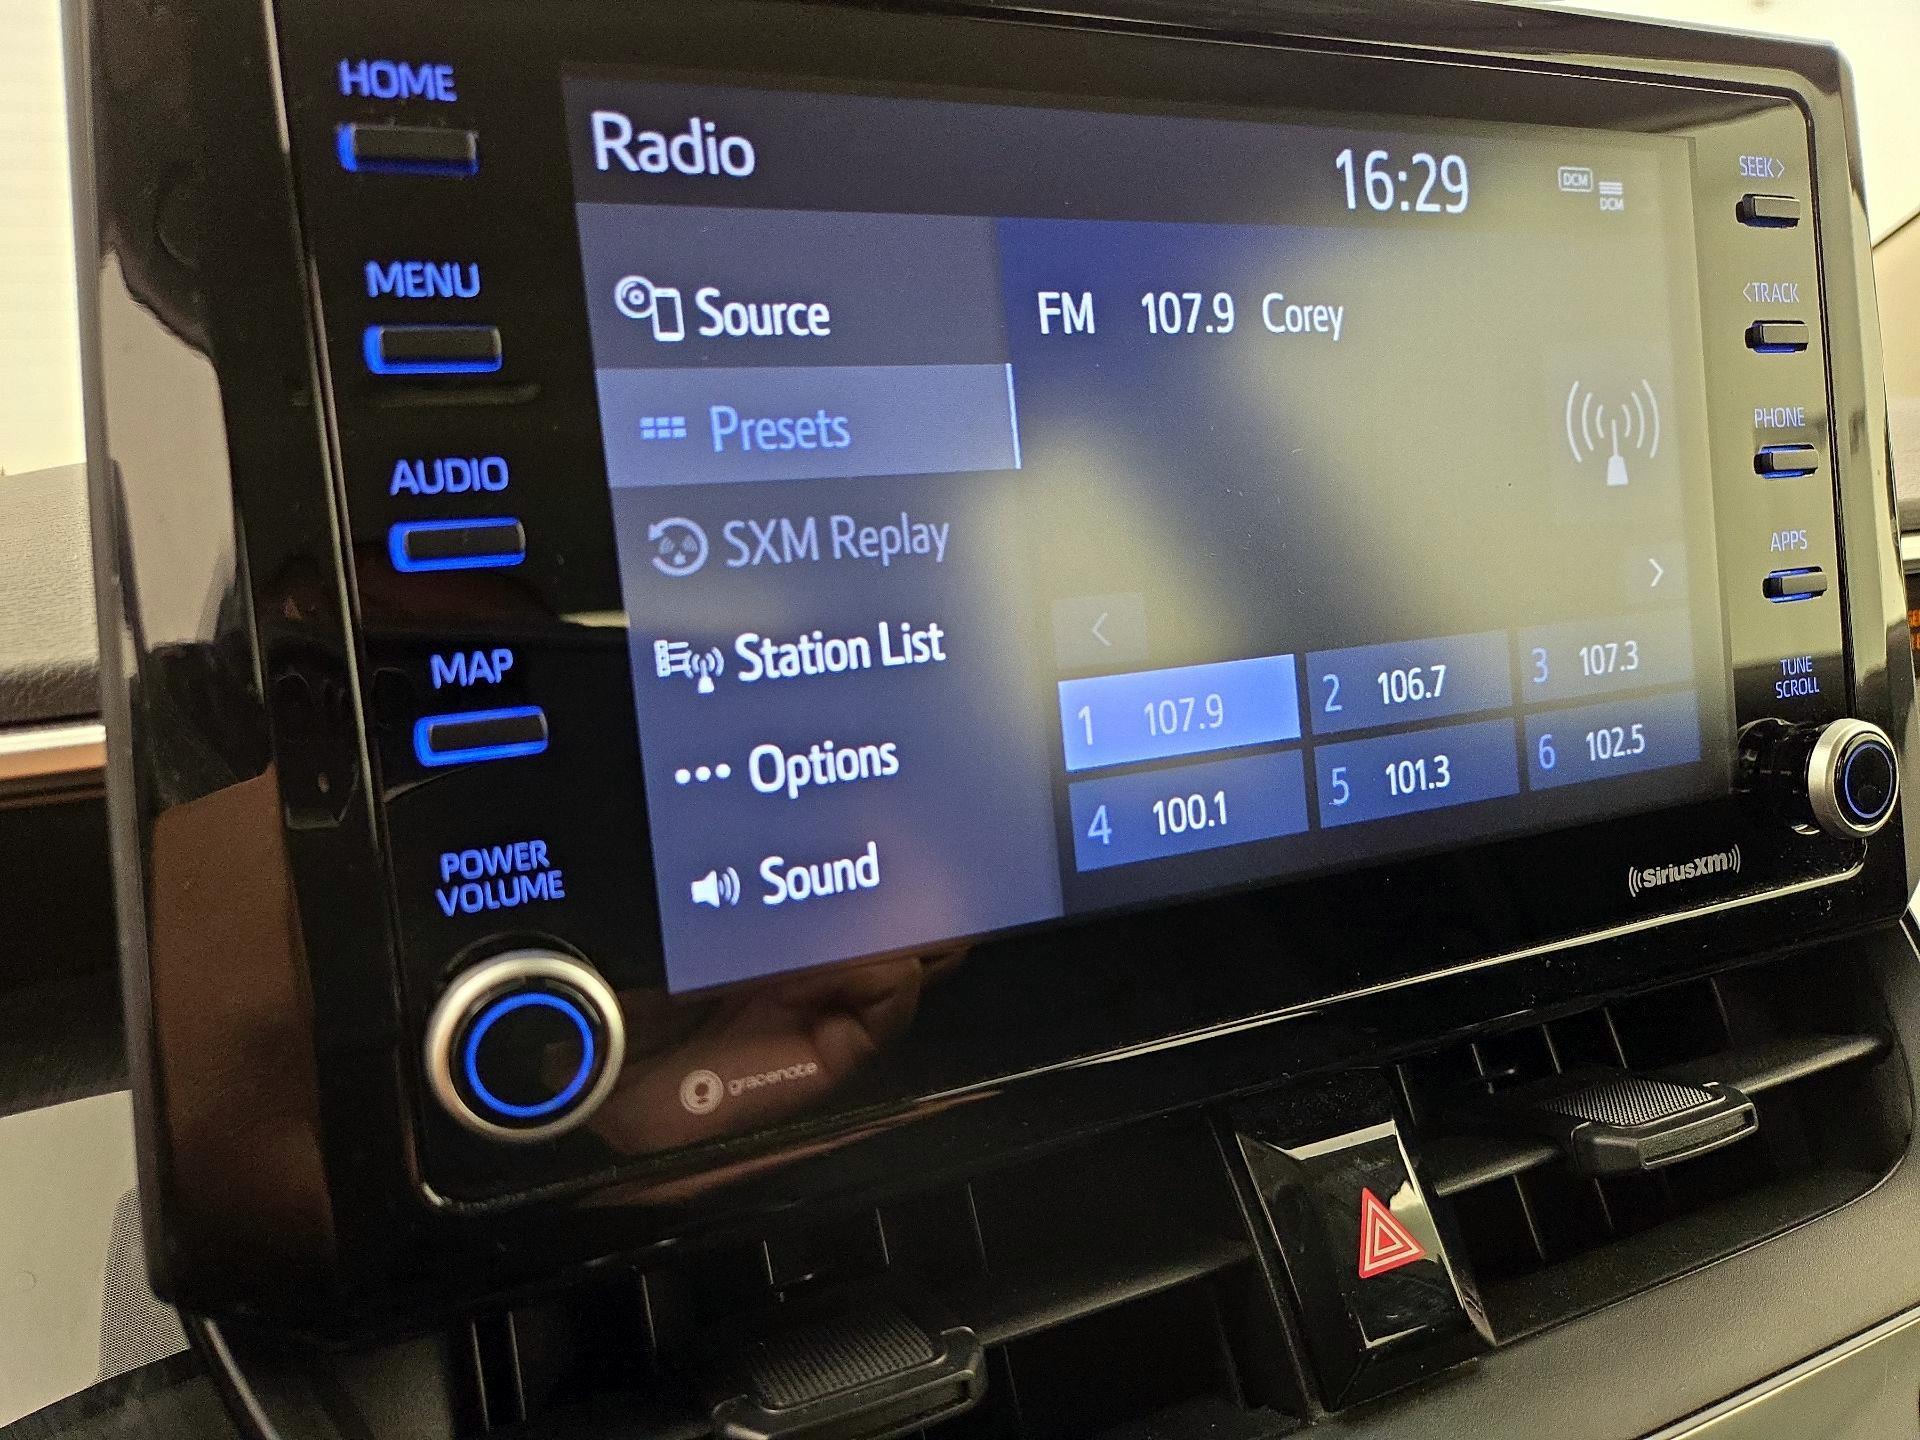 HOME
MENU
AUDIO
MAP
POWER
VOLUME
Radio
16:29
DCM
DCM
Source
Presets
SXM Replay
Station List
Options
Sound
FM 107.9 Corey
<
>
1 107.9
2 106.7
3 107.3
4 100.1
5 101.3
6 102.5
SEEK >
< TRACK
PHONE
APPS
TUNE
SCROLL
((SiriusXM))
gracenote